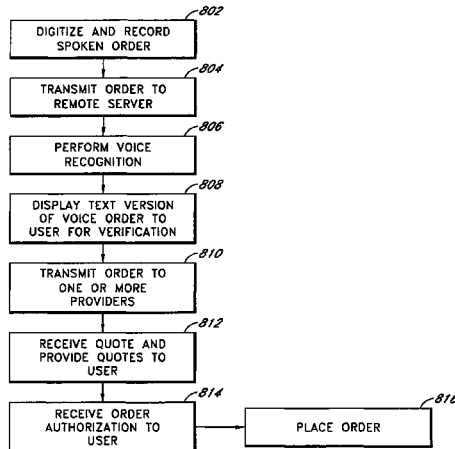 802
DIGITIZE AND RECORD
SPOKEN ORDER
804
TRANSMIT ORDER TO
REMOTE SERVER
806
PERFORM VOICE
RECOGNITION
808
DISPLAY TEXT VERSION
OF VOICE ORDER TO
USER FOR VERIFICATION
810
TRANSMIT ORDER TO
ONE OR MORE
PROVIDERS
812
RECEIVE QUOTE AND
PROVIDE QUOTES TO
USER
814
RECEIVE ORDER
AUTHORIZATION TO
USER
816
PLACE ORDER